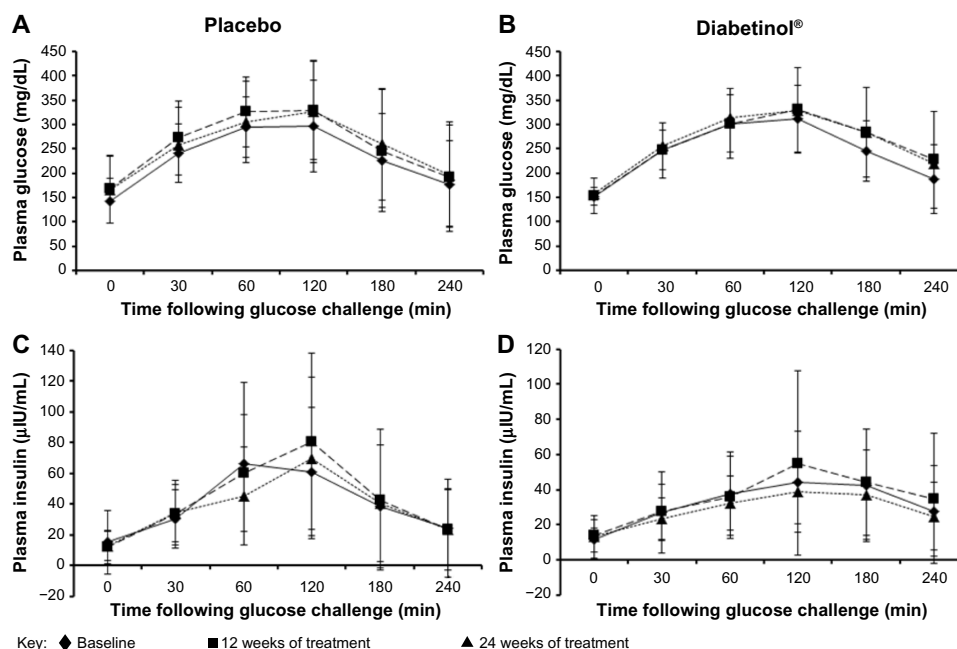 A
Placebo
Plasma glucose (mg/dL)
450
400
350
300
250
200
150
100
50
0
0 30 60 120 180 240
Time following glucose challenge (min)
B
Diabetinol®
Plasma glucose (mg/dL)
450
400
350
300
250
200
150
100
50
0
0 30 60 120 180 240
Time following glucose challenge (min)
C
Plasma insulin (µIU/mL)
140
120
100
80
60
40
20
0
−20
0 30 60 120 180 240
Time following glucose challenge (min)
D
Plasma insulin (µIU/mL)
120
100
80
60
40
20
0
−20
0 30 60 120 180 240
Time following glucose challenge (min)
Key: Baseline 12 weeks of treatment 24 weeks of treatment